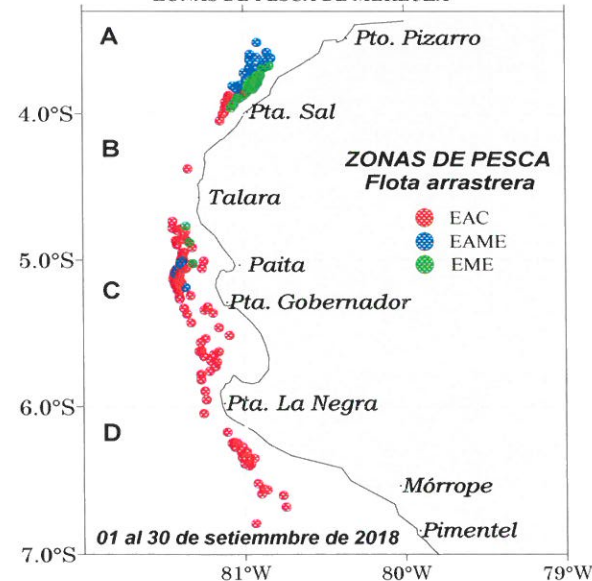 A
Pto. Pizarro
4.0°S
Pta. Sal
B
ZONAS DE PESCA
Flota arrastrera
Talara
EAC
EAME
5.0°S
Paita
EME
C
Pta. Gobernador
6.0°S
Pta. La Negra
D
Mórrope
01 al 30 de setiemmbre de 2018
Pimentel
7.0°S
81°W
80°W
79°W